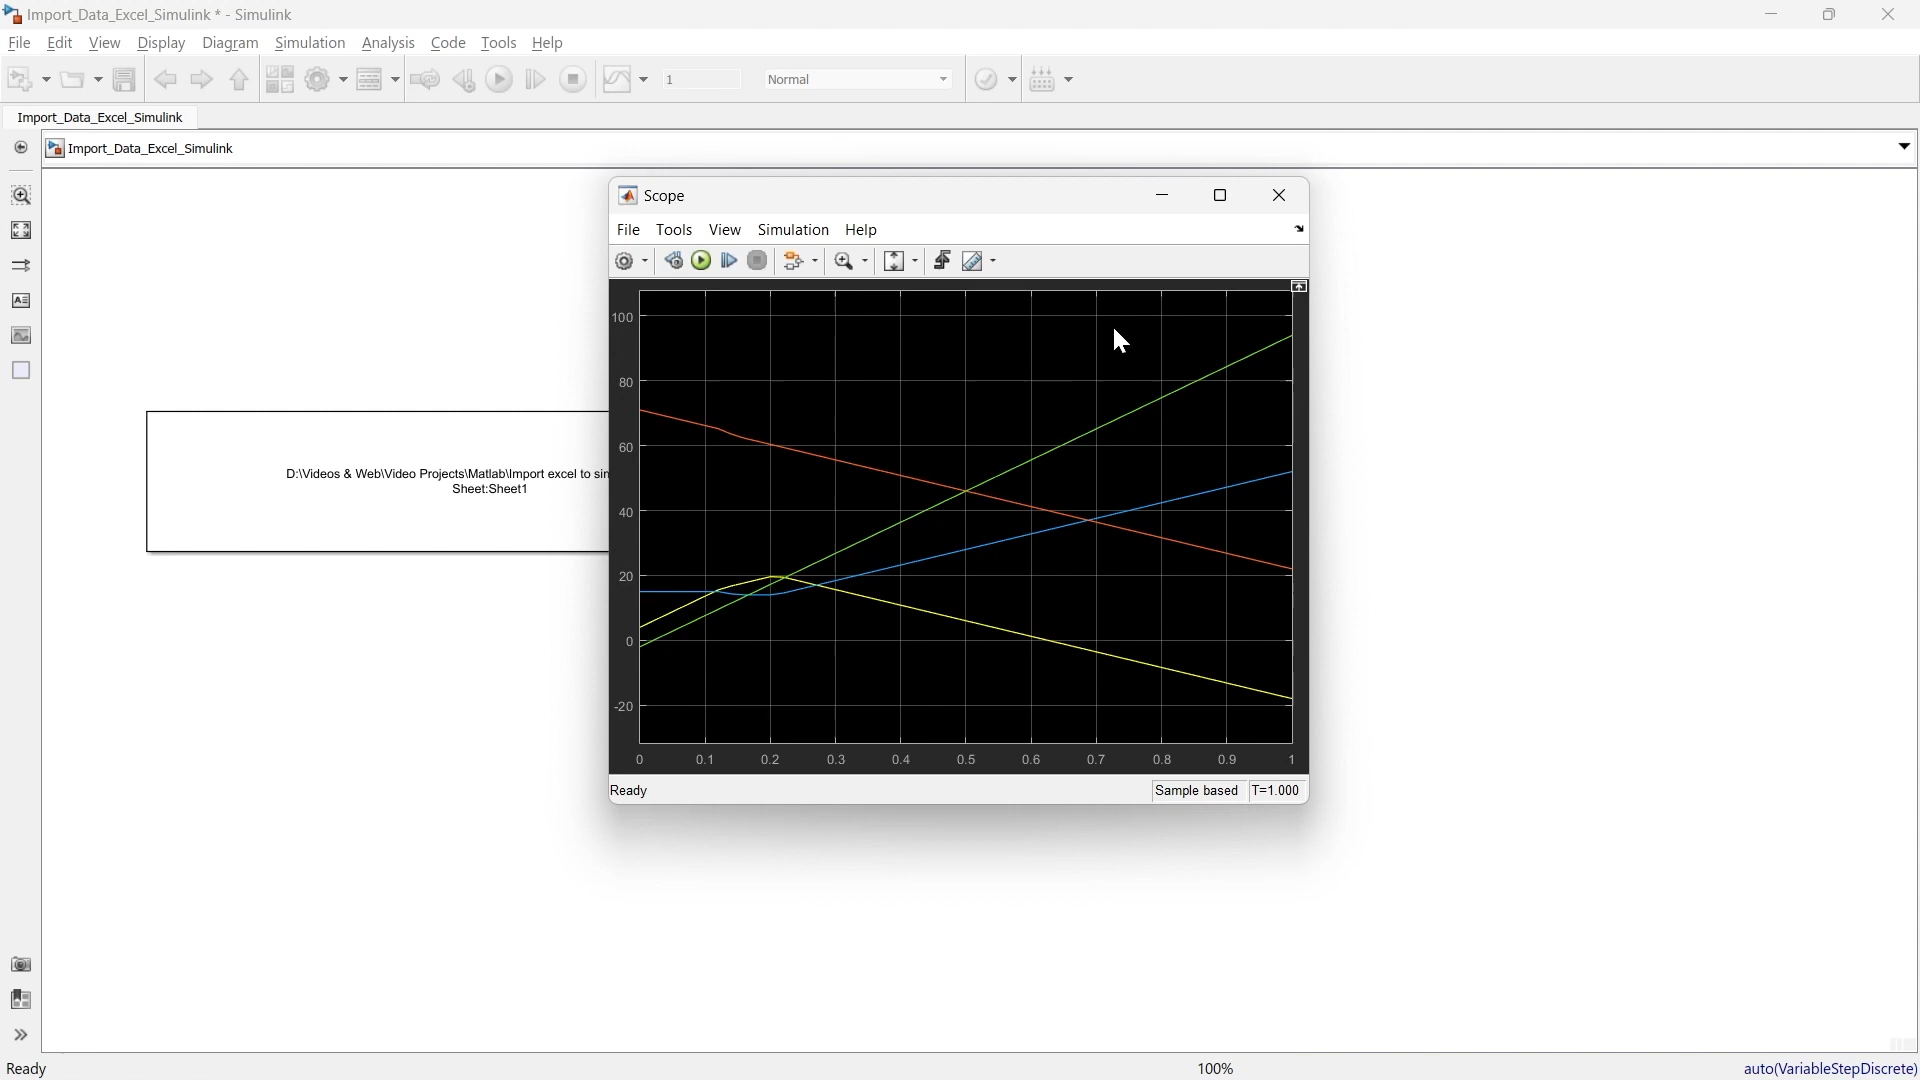 Import_Data_Excel_Simulink * - Simulink
File Edit View Display Diagram Simulation Analysis Code Tools Help
1 Normal
Import_Data_Excel_Simulink
Import_Data_Excel_Simulink
Scope
File Tools View Simulation Help
D:\Videos & Web\Video Projects\Matlab\Import excel to
Sheet:Sheet1
100
80
60
40
20
0
-20
0 0.1 0.2 0.3 0.4 0.5 0.6 0.7 0.8 0.9 1
Ready Sample based T=1.000
Ready 100% auto(VariableStepDiscrete)